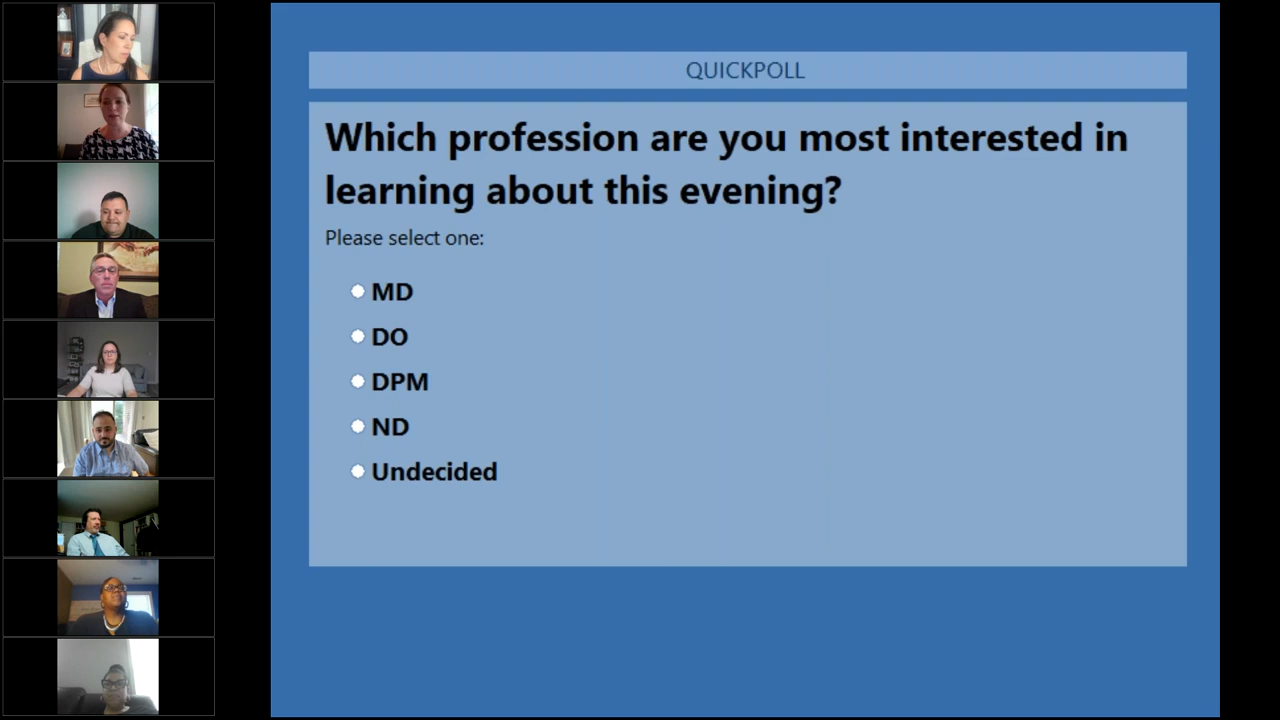 QUICKPOLL
Which profession are you most interested in
learning about this evening?
Please select one:
MD
DO
DPM
ND
Undecided